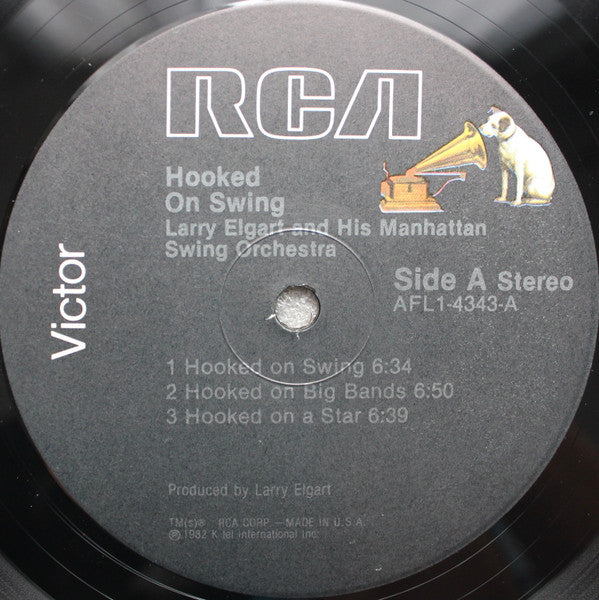 RCA
Hooked
On Swing
Larry Elgart and His Manhattan
Swing Orchestra
Side A Stereo
AFL1-4343-A
Victor
1 Hooked on Swing 6:34
2 Hooked on Big Bands 6:50
3 Hooked on a Star 6:39
Produced by Larry Elgart
TM(s)® RCA CORP. – MADE IN U.S.A.
℗1982 K tel International Inc.